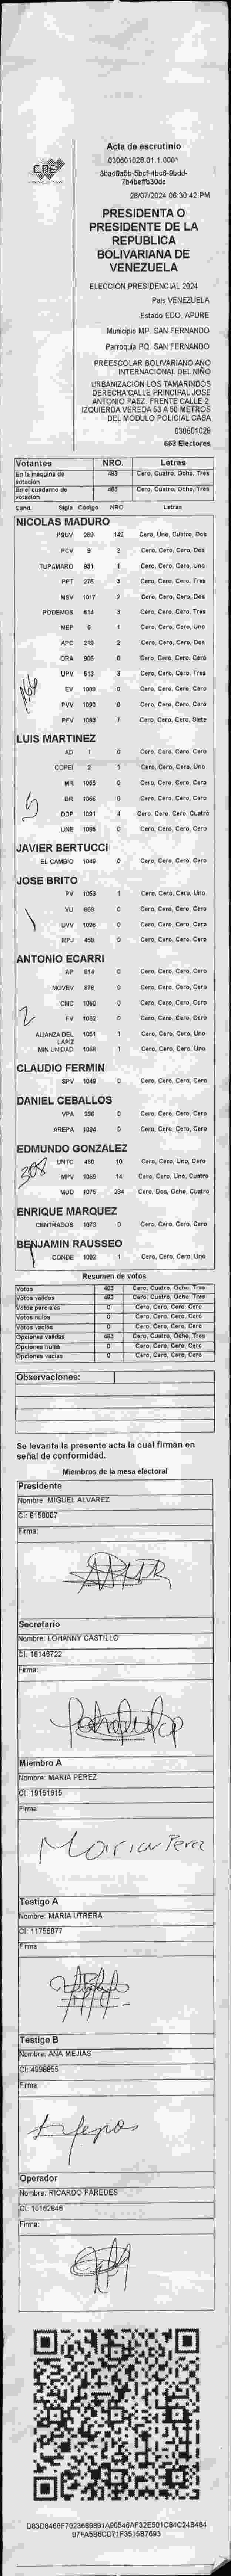 CNE
Acta de escrutinio
030601028.01.1.0001
28/07/2024 06:30:42 PM
PRESIDENTA O
PRESIDENTE DE LA
REPUBLICA
BOLIVARIANA DE
VENEZUELA
ELECCIÓN PRESIDENCIAL 2024
Pais VENEZUELA
Estado EDO. APURE
Municipio MP. SAN FERNANDO
Parroquia PQ. SAN FERNANDO
PREESCOLAR BOLIVARIANO AÑO
INTERNACIONAL DEL NIÑO
URBANIZACION LOS TAMARINDOS
DERECHA CALLE PRINCIPAL JOSE
ANTONIO PAEZ. FRENTE CALLE 2.
IZQUIERDA VEREDA 53 A 50 METROS
DEL MODULO POLICIAL CASA
030601028
663 Electores
Votantes NRO. Letras
En la máquina de votación 483 Cero, Cuatro, Ocho, Tres
En el cuaderno de votación 483 Cero, Cuatro, Ocho, Tres
Cand. Sigla Código NRO Letras
NICOLAS MADURO
PSUV 269 142 Cero, Uno, Cuatro, Dos
PCV 9 2 Cero, Cero, Cero, Dos
TUPAMARO 931 1 Cero, Cero, Cero, Uno
PPT 276 3 Cero, Cero, Cero, Tres
MSV 1017 2 Cero, Cero, Cero, Dos
PODEMOS 614 3 Cero, Cero, Cero, Tres
MEP 6 1 Cero, Cero, Cero, Uno
APC 219 2 Cero, Cero, Cero, Dos
ORA 906 0 Cero, Cero, Cero, Cero
UPV 513 3 Cero, Cero, Cero, Tres
166
EV 1089 0 Cero, Cero, Cero, Cero
PVV 1090 0 Cero, Cero, Cero, Cero
PFV 1093 7 Cero, Cero, Cero, Siete
LUIS MARTINEZ
AD 1 0 Cero, Cero, Cero, Cero
COPEI 2 1 Cero, Cero, Cero, Uno
MR 1065 0 Cero, Cero, Cero, Cero
5
BR 1066 0 Cero, Cero, Cero, Cero
DDP 1091 4 Cero, Cero, Cero, Cuatro
UNE 1095 0 Cero, Cero, Cero, Cero
JAVIER BERTUCCI
EL CAMBIO 1048 0 Cero, Cero, Cero, Cero
JOSE BRITO
PV 1053 1 Cero, Cero, Cero, Uno
VU 868 0 Cero, Cero, Cero, Cero
UVV 1096 0 Cero, Cero, Cero, Cero
MPJ 458 0 Cero, Cero, Cero, Cero
ANTONIO ECARRI
AP 814 0 Cero, Cero, Cero, Cero
MOVEV 978 0 Cero, Cero, Cero, Cero
CMC 1050 0 Cero, Cero, Cero, Cero
2
FV 1082 0 Cero, Cero, Cero, Cero
ALIANZA DEL LAPIZ 1051 1 Cero, Cero, Cero, Uno
MIN UNIDAD 1068 1 Cero, Cero, Cero, Uno
CLAUDIO FERMIN
SPV 1049 0 Cero, Cero, Cero, Cero
DANIEL CEBALLOS
VPA 236 0 Cero, Cero, Cero, Cero
AREPA 1094 0 Cero, Cero, Cero, Cero
EDMUNDO GONZALEZ
UNTC 460 10 Cero, Cero, Uno, Cero
308
MPV 1069 14 Cero, Cero, Uno, Cuatro
MUD 1075 284 Cero, Dos, Ocho, Cuatro
ENRIQUE MARQUEZ
CENTRADOS 1073 0 Cero, Cero, Cero, Cero
BENJAMIN RAUSSEO
CONDE 1092 1 Cero, Cero, Cero, Uno
Resumen de votos
Votos 483 Cero, Cuatro, Ocho, Tres
Votos validos 483 Cero, Cuatro, Ocho, Tres
Votos parciales 0 Cero, Cero, Cero, Cero
Votos nulos 0 Cero, Cero, Cero, Cero
Votos vacios 0 Cero, Cero, Cero, Cero
Opciones validas 483 Cero, Cuatro, Ocho, Tres
Opciones nulas 0 Cero, Cero, Cero, Cero
Opciones vacias 0 Cero, Cero, Cero, Cero
Observaciones:
Se levanta la presente acta la cual firman en
señal de conformidad.
Miembros de la mesa electoral
Presidente
Nombre: MIGUEL ALVAREZ
CI: 8158007
Firma:
Secretario
Nombre: LOHANNY CASTILLO
CI: 18146722
Firma:
Miembro A
Nombre: MARIA PEREZ
CI: 19151615
Firma:
Maria Perez
Testigo A
Nombre: MARIA UTRERA
CI: 11756877
Firma:
Testigo B
Nombre: ANA MEJIAS
CI: 4998855
Firma:
Operador
Nombre: RICARDO PAREDES
CI: 10162846
Firma: